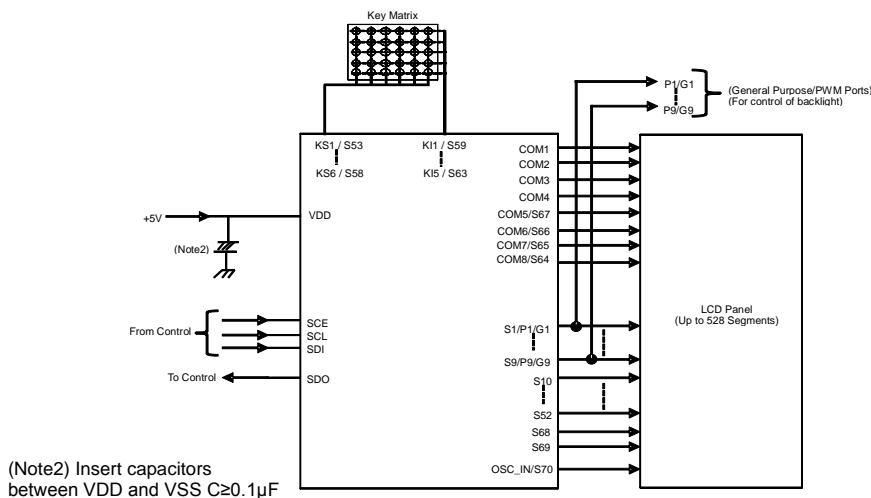 Key Matrix
P1/G1
P9/G9
(General Purpose/PWM Ports)
(For control of backlight)
KS1 / S53
KS6 / S58
KI1 / S59
KI5 / S63
COM1
COM2
COM3
COM4
COM5/S67
COM6/S66
COM7/S65
COM8/S64
+5V
VDD
(Note2)
LCD Panel
(Up to 528 Segments)
From Control
SCE
SCL
SDI
To Control
SDO
S1/P1/G1
S9/P9/G9
S10
S52
S68
S69
OSC_IN/S70
(Note2) Insert capacitors
between VDD and VSS C≥0.1µF